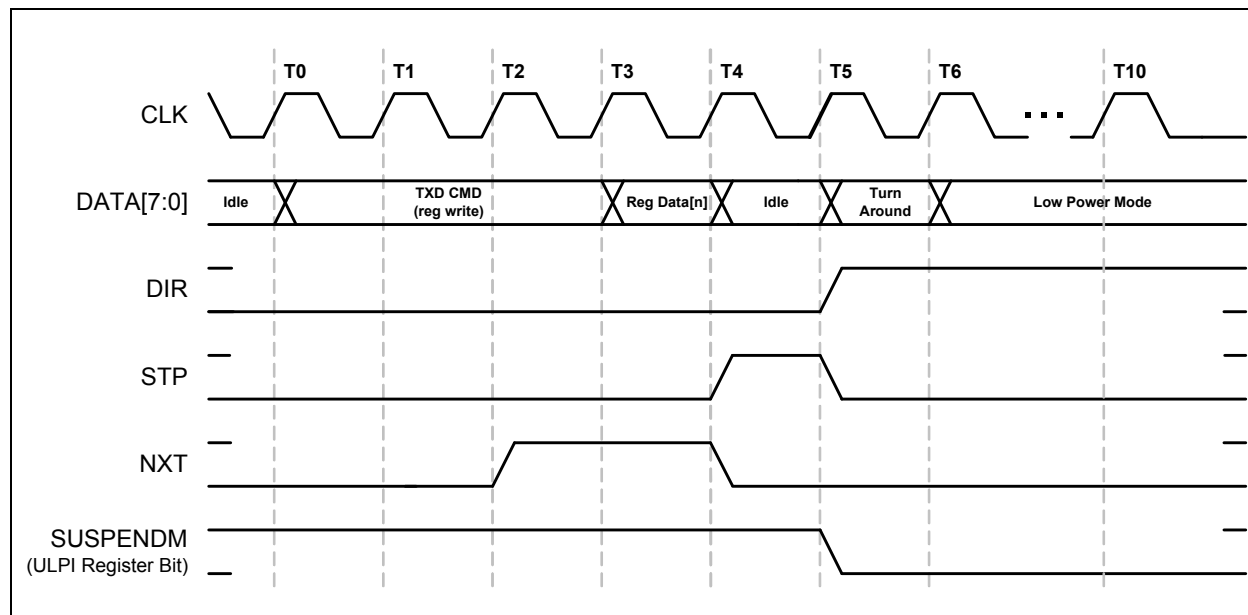 T0 T1 T2 T3 T4 T5 T6 T10
CLK
...
DATA[7:0]
Idle
TXD CMD
(reg write)
Reg Data[n]
Idle
Turn
Around
Low Power Mode
DIR
STP
NXT
SUSPENDM
(ULPI Register Bit)